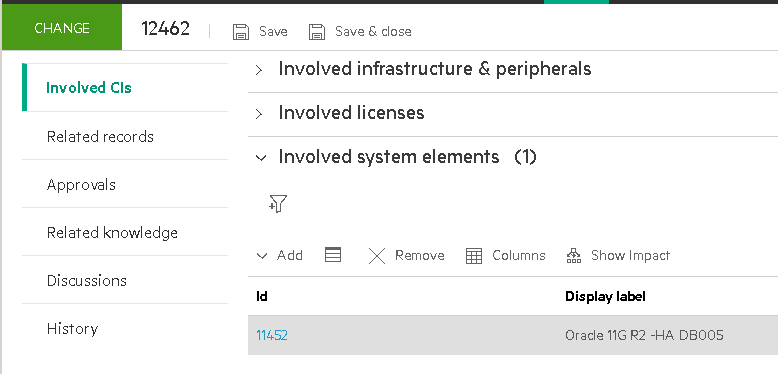 CHANGE 12462 Save Save & close
Involved CIs
Related records
Approvals
Related knowledge
Discussions
History
Involved infrastructure & peripherals
Involved licenses
Involved system elements (1)
Add Remove Columns Show Impact
Id Display label
11452 Oracle 11G R2 -HA DB005